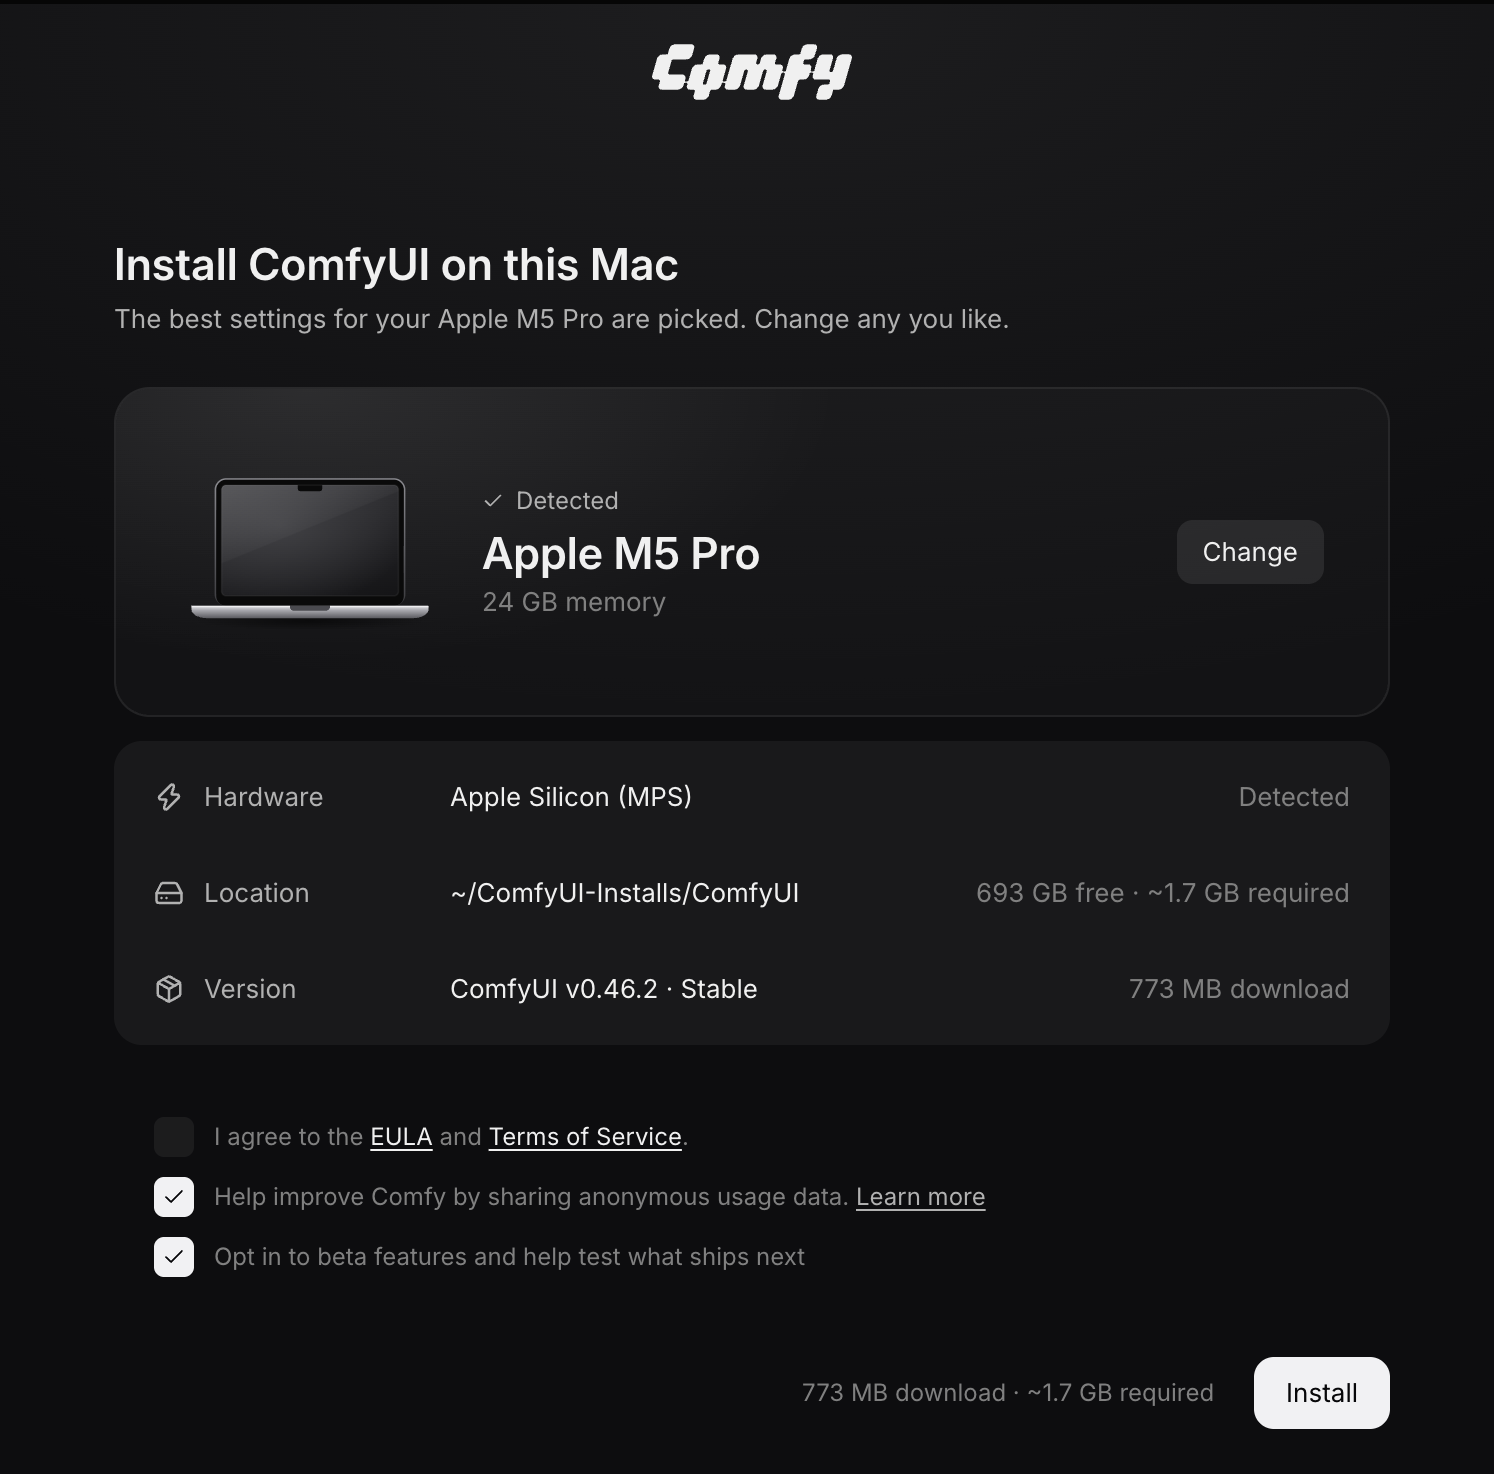 Comfy
Install ComfyUI on this Mac
The best settings for your Apple M5 Pro are picked. Change any you like.
Detected
Apple M5 Pro
24 GB memory
Change
Hardware Apple Silicon (MPS) Detected
Location ~/ComfyUI-Installs/ComfyUI 693 GB free · ~1.7 GB required
Version ComfyUI v0.46.2 · Stable 773 MB download
I agree to the EULA and Terms of Service.
Help improve Comfy by sharing anonymous usage data. Learn more
Opt in to beta features and help test what ships next
773 MB download · ~1.7 GB required Install